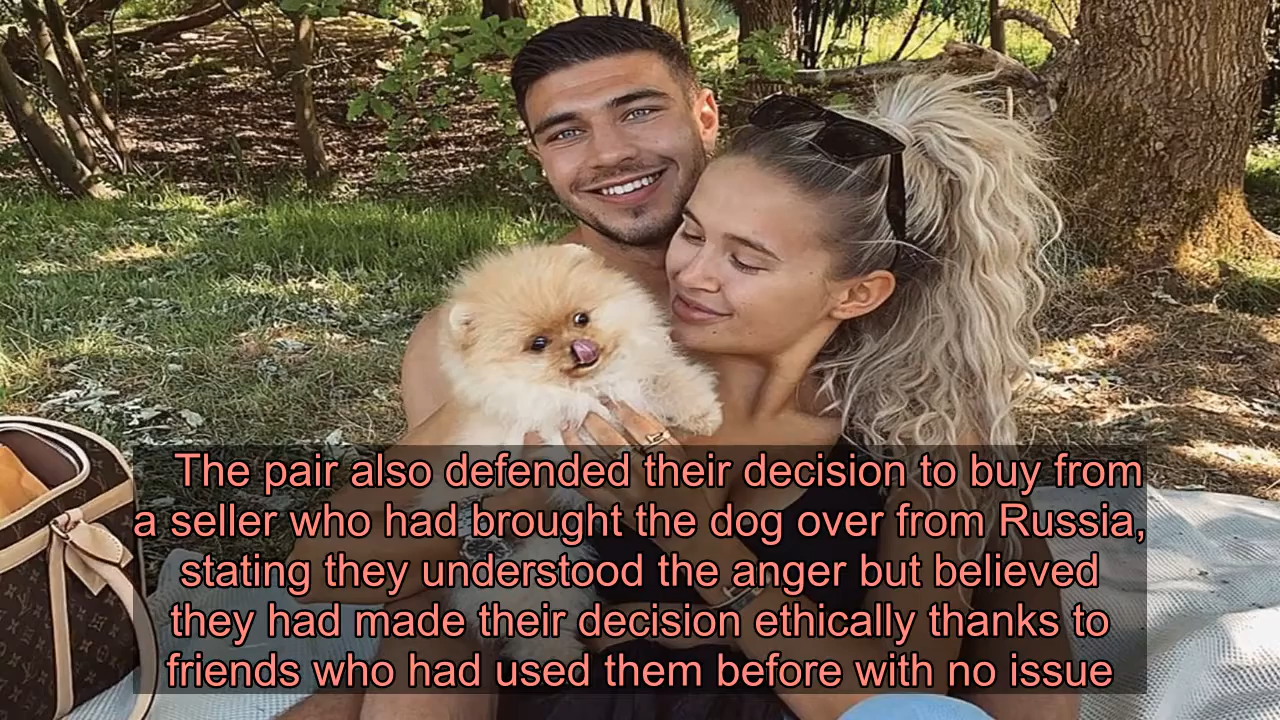 The pair also defended their decision to buy from
a seller who had brought the dog over from Russia,
stating they understood the anger but believed
they had made their decision ethically thanks to
friends who had used them before with no issue